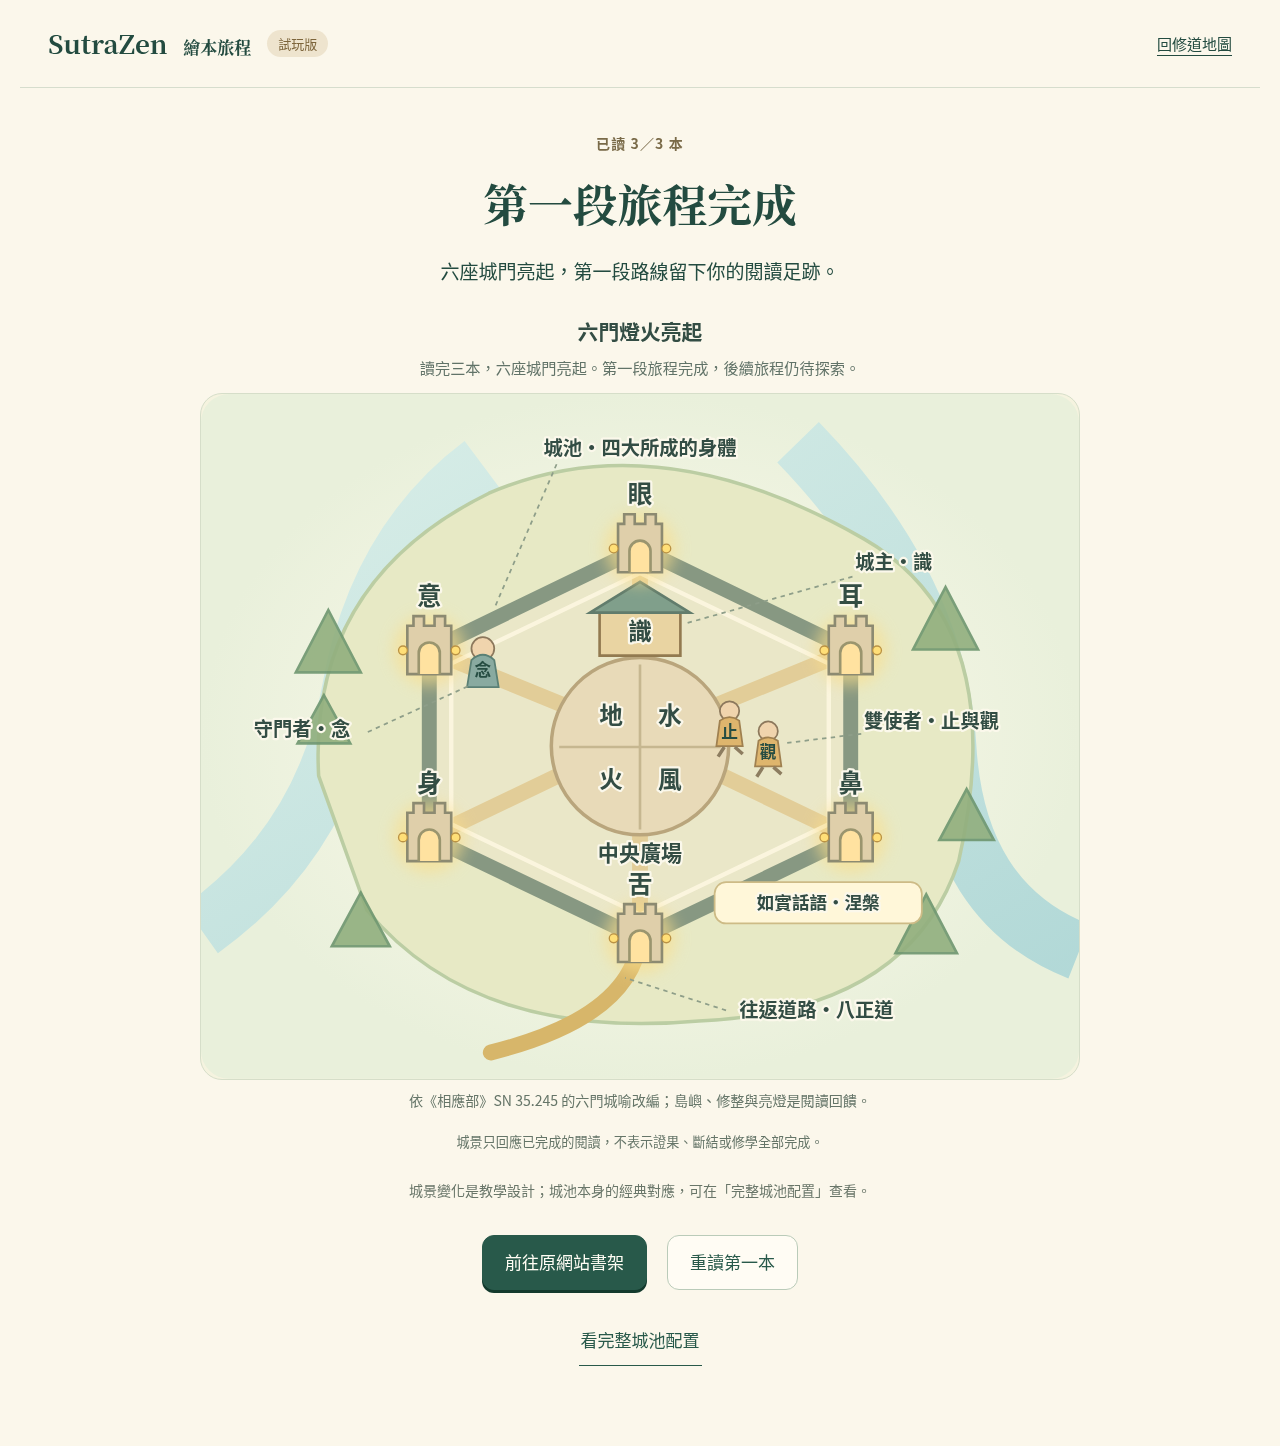 SutraZen 繪本旅程 試玩版
回修道地圖
已讀 3／3 本
第一段旅程完成
六座城門亮起，第一段路線留下你的閱讀足跡。
六門燈火亮起
讀完三本，六座城門亮起。第一段旅程完成，後續旅程仍待探索。
城池・四大所成的身體
眼
城主・識
意
耳
識
念
地
水
止
觀
雙使者・止與觀
守門者・念
火
風
身
鼻
中央廣場
舌
如實話語・涅槃
往返道路・八正道
依《相應部》SN 35.245 的六門城喻改編；島嶼、修整與亮燈是閱讀回饋。
城景只回應已完成的閱讀，不表示證果、斷結或修學全部完成。
城景變化是教學設計；城池本身的經典對應，可在「完整城池配置」查看。
前往原網站書架
重讀第一本
看完整城池配置